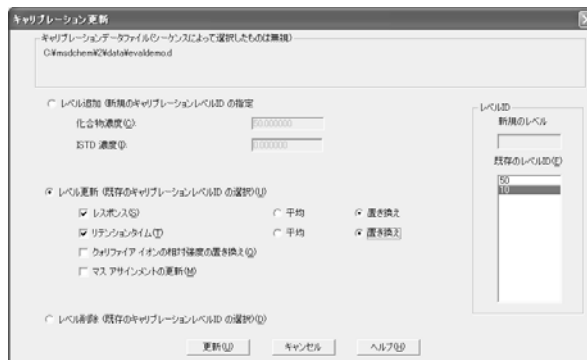 キャリブレーション更新
キャリブレーションデータファイル(シーケンスによって選択したものは無視)
C:¥msdchem¥2¥data¥evaldemo.d
レベル追加 (新規のキャリブレーションレベルID の指定
化合物濃度(C):
50.000000
ISTD 濃度(I):
0.000000
レベルID
新規のレベル
既存のレベルID(E)
50
10
レベル更新 (既存のキャリブレーションレベルID の選択)(U)
レスポンス(S) 平均 置き換え
リテンションタイム(T) 平均 置き換え
クォリファイア イオンの相対強度の置き換え(Q)
マス アサインメントの更新(M)
レベル削除 (既存のキャリブレーションレベルID の選択)(D)
更新(U) キャンセル ヘルプ(H)